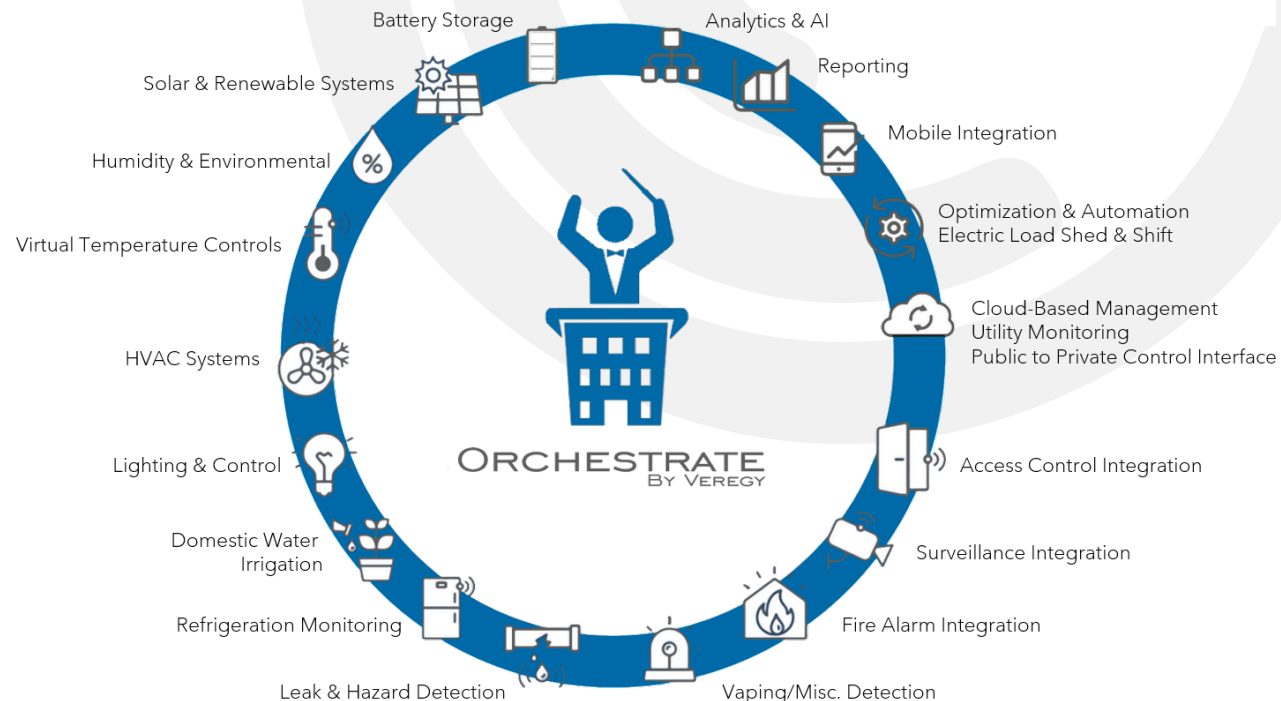 Battery Storage
Analytics & AI
Solar & Renewable Systems
Reporting
Mobile Integration
Humidity & Environmental
Optimization & Automation
Electric Load Shed & Shift
Virtual Temperature Controls
Cloud-Based Management
Utility Monitoring
Public to Private Control Interface
HVAC Systems
%
ORCHESTRATE
BY VEREGY
Lighting & Control
Access Control Integration
Domestic Water
Irrigation
Surveillance Integration
Refrigeration Monitoring
Fire Alarm Integration
Leak & Hazard Detection
Vaping/Misc. Detection